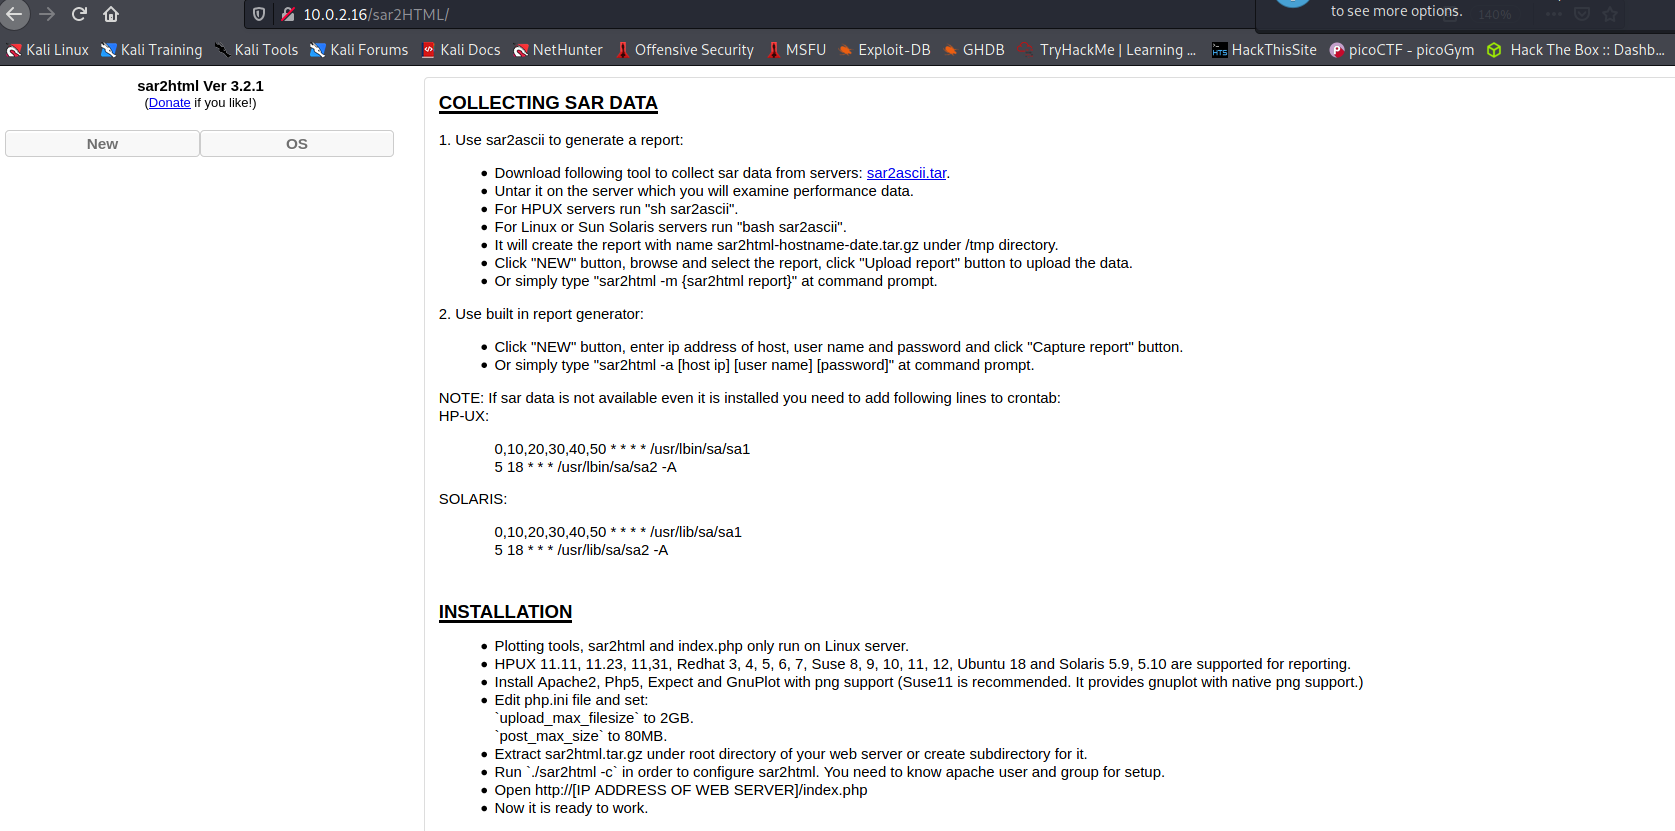 10.0.2.16/sar2HTML/
to see more options.
140%
Kali Linux Kali Training Kali Tools Kali Forums Kali Docs NetHunter Offensive Security MSFU Exploit-DB GHDB TryHackMe | Learning ... HTS HackThisSite picoCTF - picoGym Hack The Box :: Dashb...
sar2html Ver 3.2.1
(Donate if you like!)
New OS
COLLECTING SAR DATA
1. Use sar2ascii to generate a report:
Download following tool to collect sar data from servers: sar2ascii.tar.
Untar it on the server which you will examine performance data.
For HPUX servers run "sh sar2ascii".
For Linux or Sun Solaris servers run "bash sar2ascii".
It will create the report with name sar2html-hostname-date.tar.gz under /tmp directory.
Click "NEW" button, browse and select the report, click "Upload report" button to upload the data.
Or simply type "sar2html -m {sar2html report}" at command prompt.
2. Use built in report generator:
Click "NEW" button, enter ip address of host, user name and password and click "Capture report" button.
Or simply type "sar2html -a [host ip] [user name] [password]" at command prompt.
NOTE: If sar data is not available even it is installed you need to add following lines to crontab:
HP-UX:
0,10,20,30,40,50 * * * * /usr/lbin/sa/sa1
5 18 * * * /usr/lbin/sa/sa2 -A
SOLARIS:
0,10,20,30,40,50 * * * * /usr/lib/sa/sa1
5 18 * * * /usr/lib/sa/sa2 -A
INSTALLATION
Plotting tools, sar2html and index.php only run on Linux server.
HPUX 11.11, 11.23, 11,31, Redhat 3, 4, 5, 6, 7, Suse 8, 9, 10, 11, 12, Ubuntu 18 and Solaris 5.9, 5.10 are supported for reporting.
Install Apache2, Php5, Expect and GnuPlot with png support (Suse11 is recommended. It provides gnuplot with native png support.)
Edit php.ini file and set:
`upload_max_filesize` to 2GB.
`post_max_size` to 80MB.
Extract sar2html.tar.gz under root directory of your web server or create subdirectory for it.
Run `./sar2html -c` in order to configure sar2html. You need to know apache user and group for setup.
Open http://[IP ADDRESS OF WEB SERVER]/index.php
Now it is ready to work.